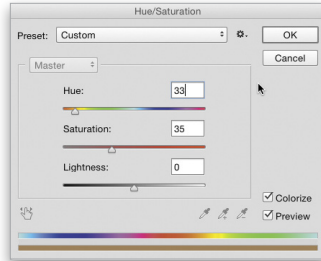 Hue/Saturation
Preset: Custom
OK
Cancel
Master
Hue: 33
Saturation: 35
Lightness: 0
Colorize
Preview